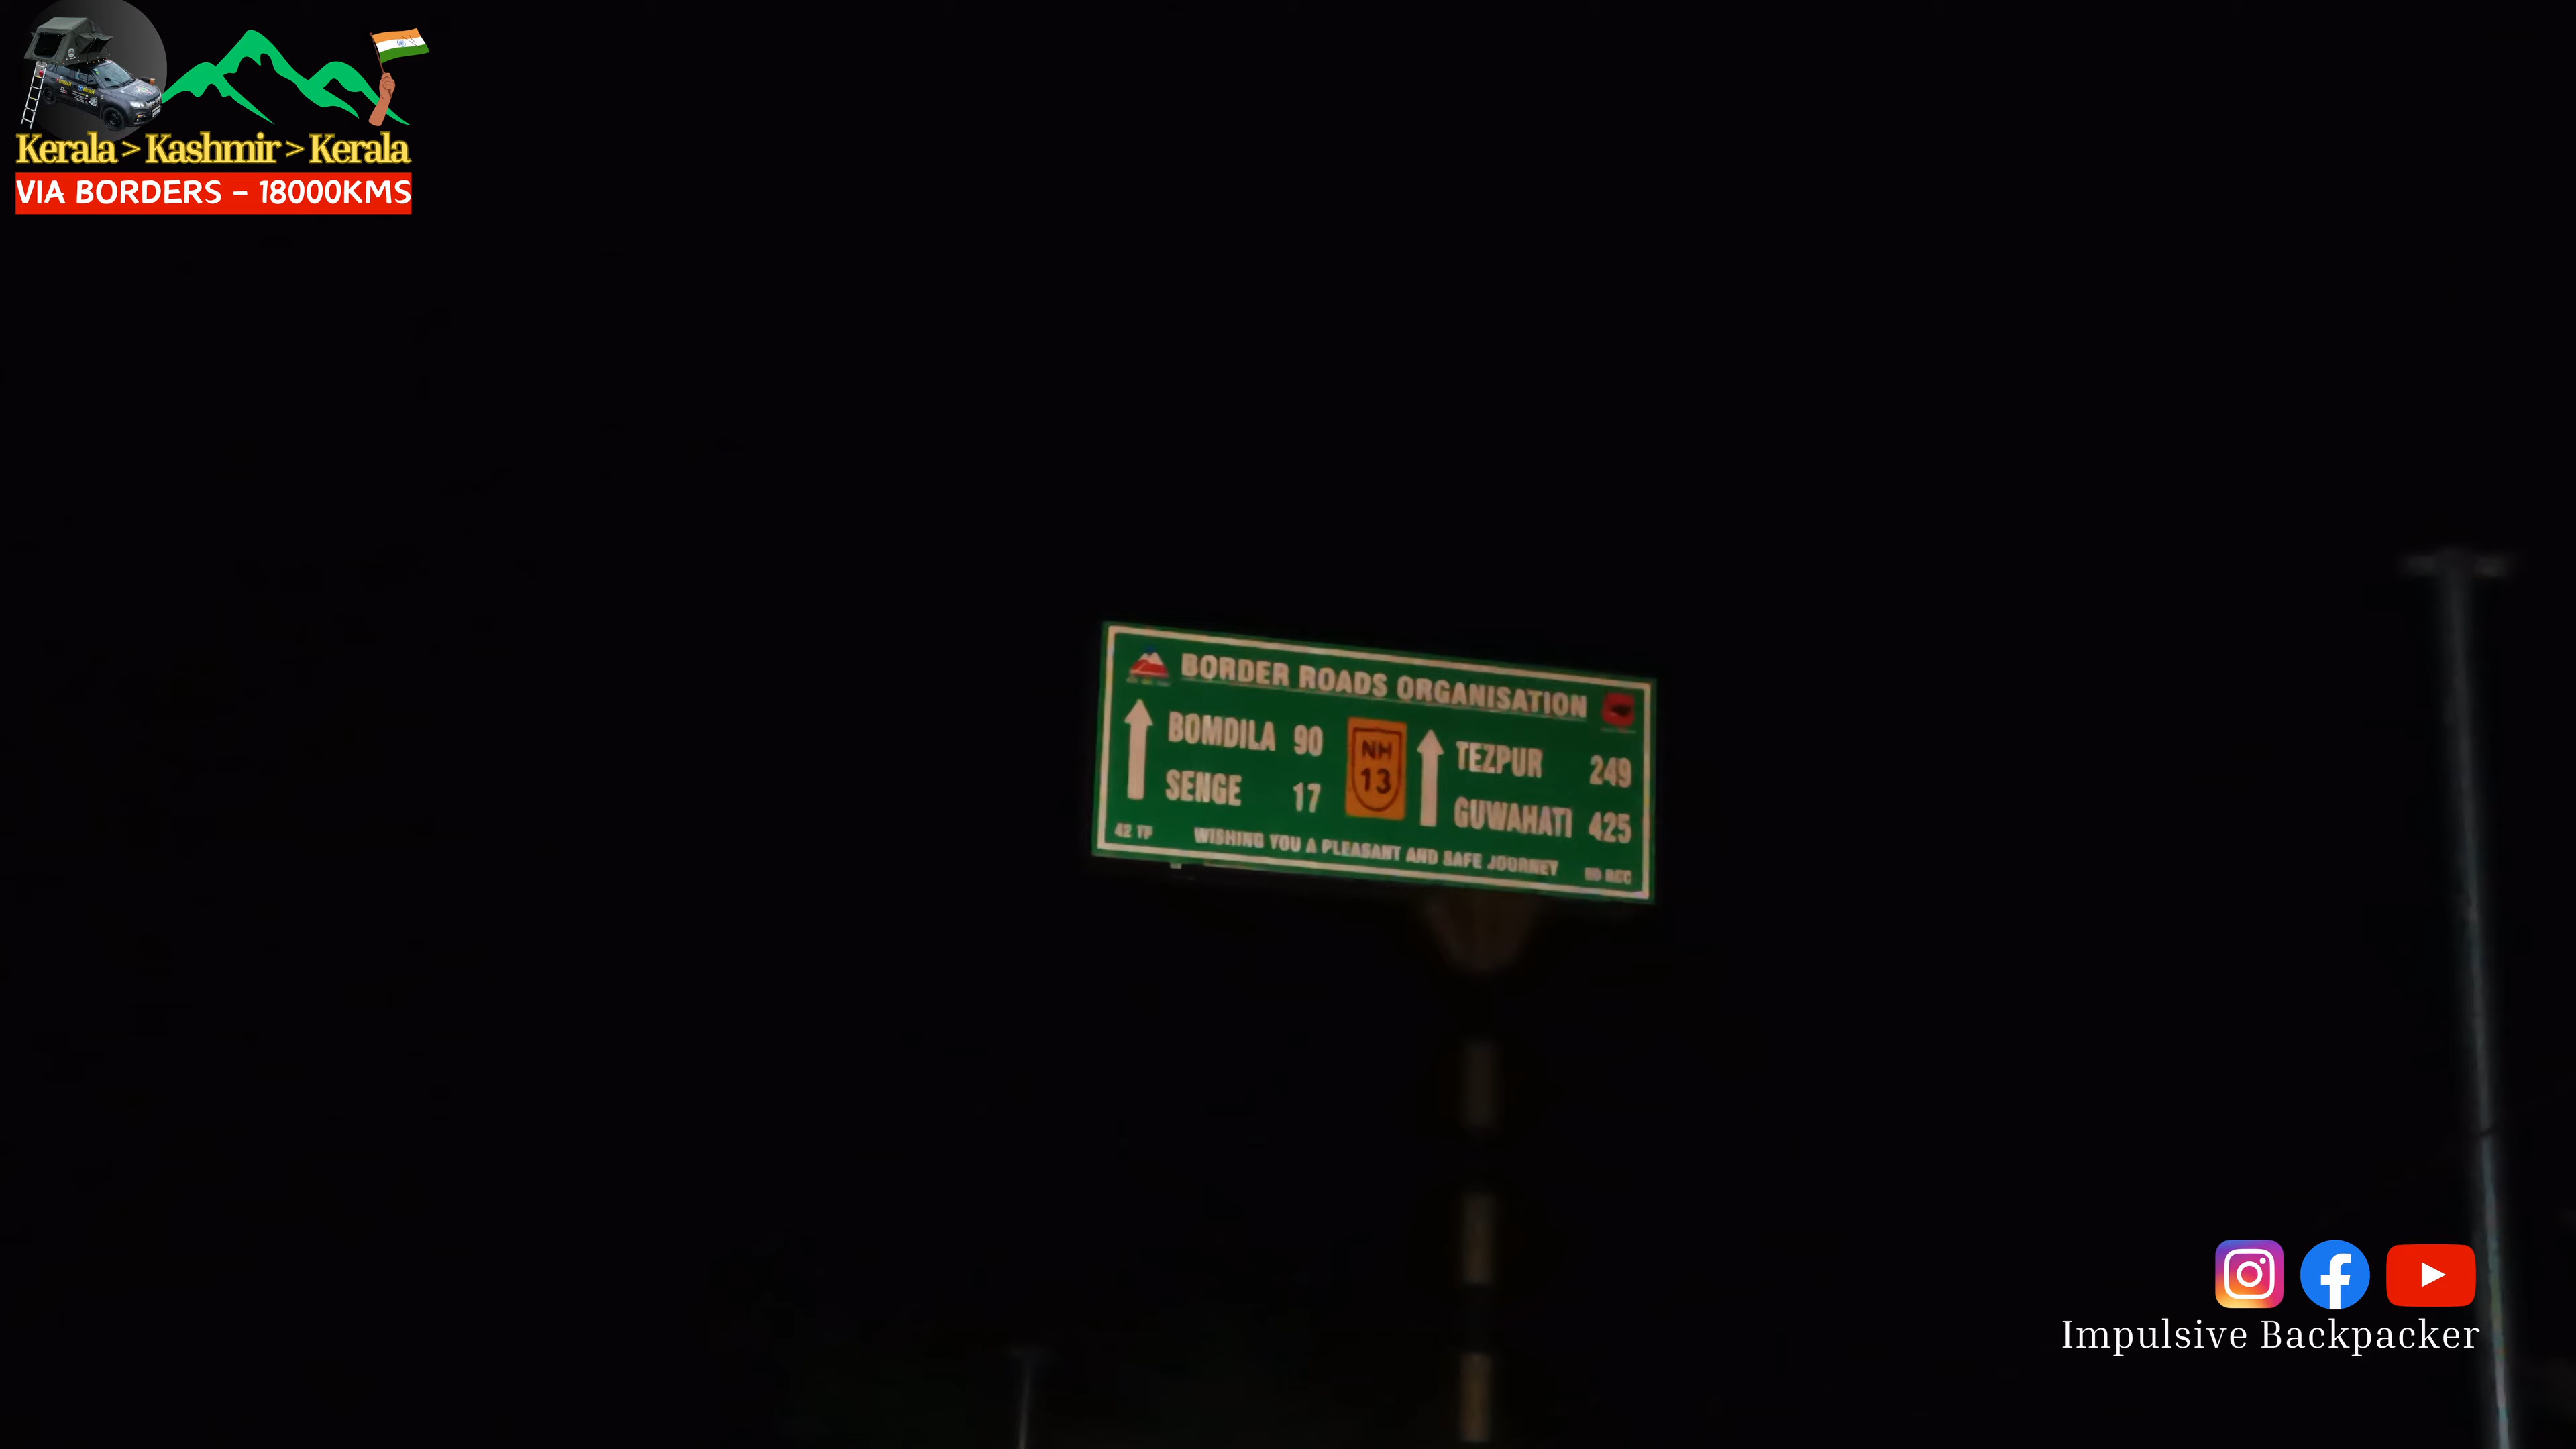 Kerala > Kashmir > Kerala
VIA BORDERS - 18000KMS
BORDER ROADS ORGANISATION
BOMDILA 90
SENGE 17
NH
13
TEZPUR 249
GUWAHATI 425
42 TF
WISHING YOU A PLEASANT AND SAFE JOURNEY
Impulsive Backpacker